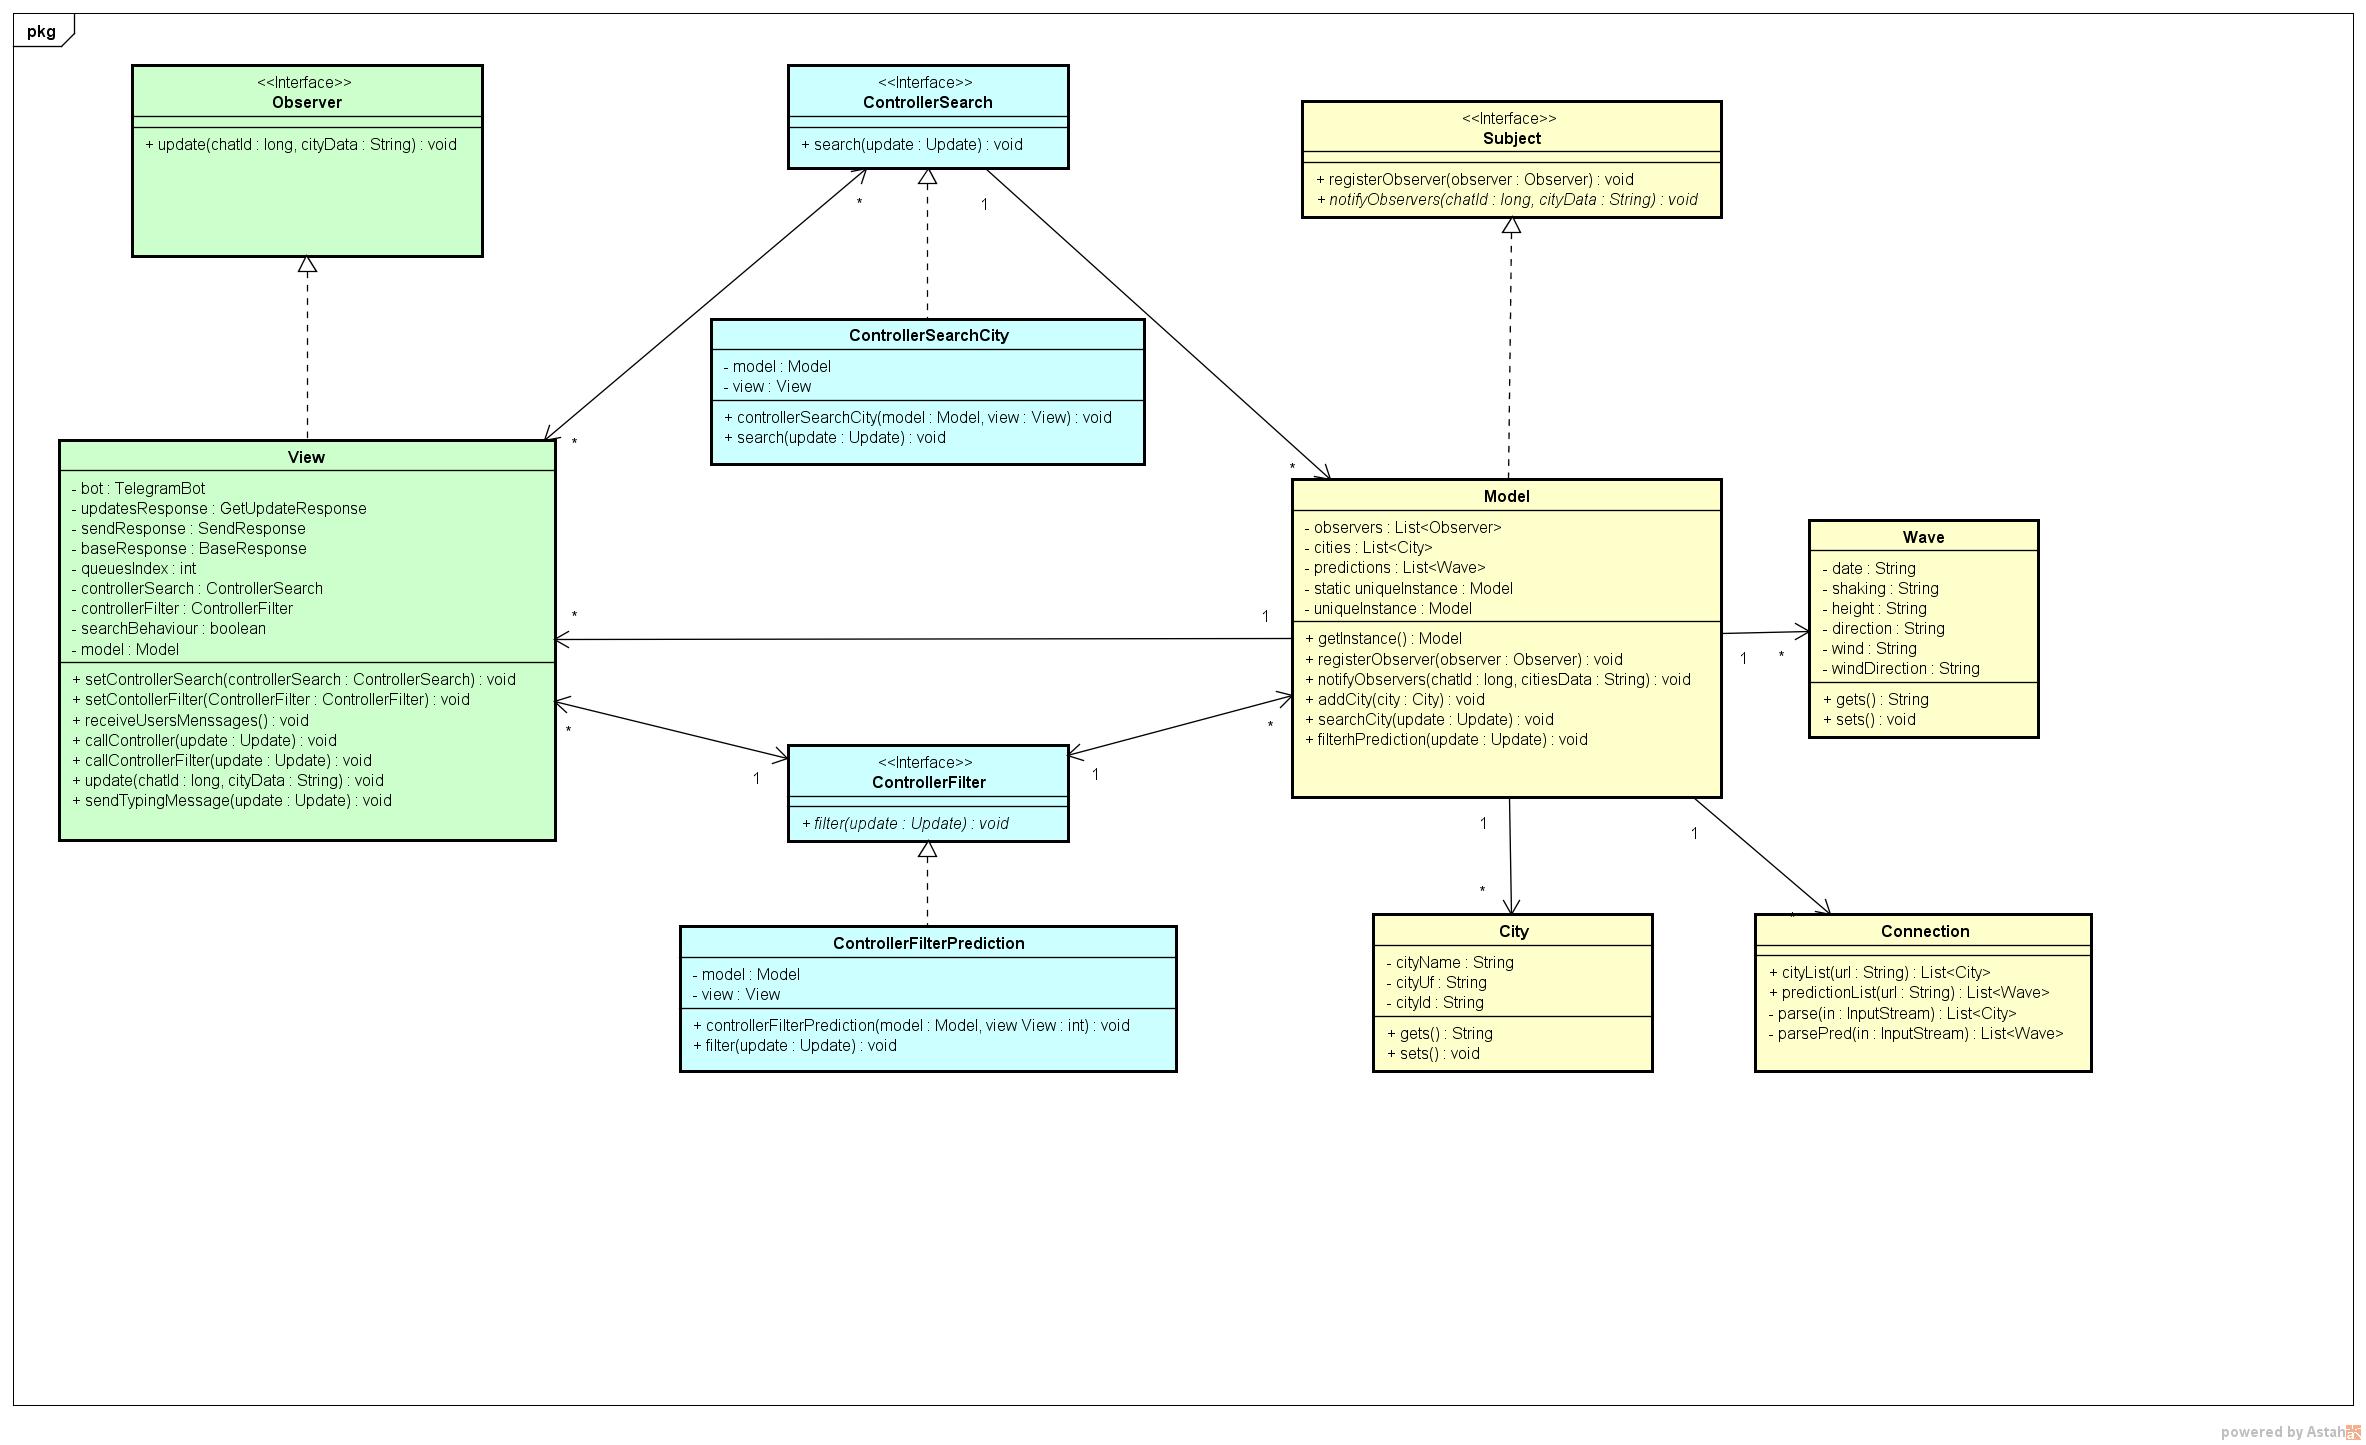 pkg
<<Interface>>
Observer
+ update(chatId : long, cityData : String) : void
<<Interface>>
ControllerSearch
+ search(update : Update) : void
*
1
<<Interface>>
Subject
+ registerObserver(observer : Observer) : void
+ notifyObservers(chatId : long, cityData : String) : void
ControllerSearchCity
- model : Model
- view : View
+ controllerSearchCity(model : Model, view : View) : void
+ search(update : Update) : void
*
*
View
- bot : TelegramBot
- updatesResponse : GetUpdateResponse
- sendResponse : SendResponse
- baseResponse : BaseResponse
- queuesIndex : int
- controllerSearch : ControllerSearch
- controllerFilter : ControllerFilter
- searchBehaviour : boolean
- model : Model
+ setControllerSearch(controllerSearch : ControllerSearch) : void
+ setContollerFilter(ControllerFilter : ControllerFilter) : void
+ receiveUsersMenssages() : void
+ callController(update : Update) : void
+ callControllerFilter(update : Update) : void
+ update(chatId : long, cityData : String) : void
+ sendTypingMessage(update : Update) : void
*
1
*
1
1
*
Model
- observers : List<Observer>
- cities : List<City>
- predictions : List<Wave>
- static uniqueInstance : Model
- uniqueInstance : Model
+ getInstance() : Model
+ registerObserver(observer : Observer) : void
+ notifyObservers(chatId : long, citiesData : String) : void
+ addCity(city : City) : void
+ searchCity(update : Update) : void
+ filterhPrediction(update : Update) : void
1
*
Wave
- date : String
- shaking : String
- height : String
- direction : String
- wind : String
- windDirection : String
+ gets() : String
+ sets() : void
<<Interface>>
ControllerFilter
+ filter(update : Update) : void
1
*
1
*
ControllerFilterPrediction
- model : Model
- view : View
+ controllerFilterPrediction(model : Model, view View : int) : void
+ filter(update : Update) : void
City
- cityName : String
- cityUf : String
- cityId : String
+ gets() : String
+ sets() : void
Connection
+ cityList(url : String) : List<City>
+ predictionList(url : String) : List<Wave>
- parse(in : InputStream) : List<City>
- parsePred(in : InputStream) : List<Wave>
powered by Astah